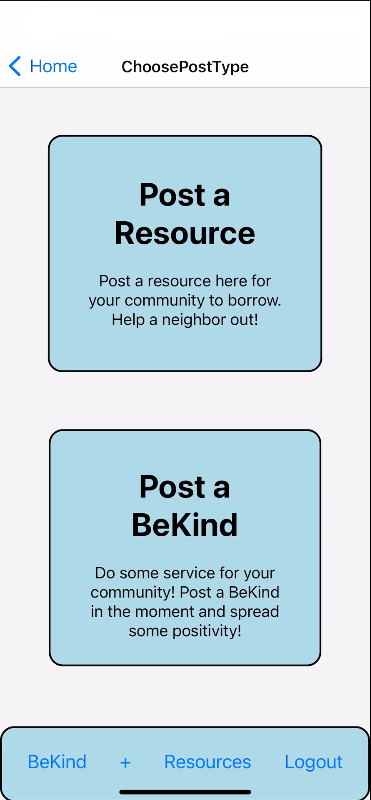 Home ChoosePostType
Post a
Resource
Post a resource here for
your community to borrow.
Help a neighbor out!
Post a
BeKind
Do some service for your
community! Post a BeKind
in the moment and spread
some positivity!
BeKind + Resources Logout